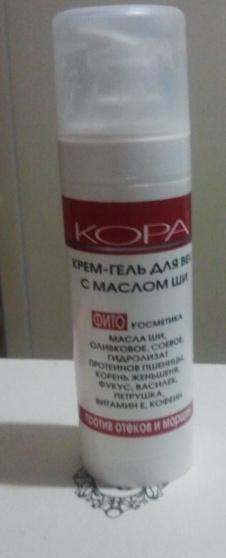 КОРА
КРЕМ-ГЕЛЬ ДЛЯ ВЕ
С МАСЛОМ ШИ
ФИТО КОСМЕТИКА
МАСЛА ШИ,
ОЛИВКОВОЕ, СОЕВОЕ,
ГИДРОЛИЗАТ
ПРОТЕИНОВ ПШЕНИЦЫ,
КОРЕНЬ ЖЕНЬШЕНЯ,
ФУКУС, ВАСИЛЕК,
ПЕТРУШКА,
ВИТАМИН Е, КОФЕИН
против отеков и морщин